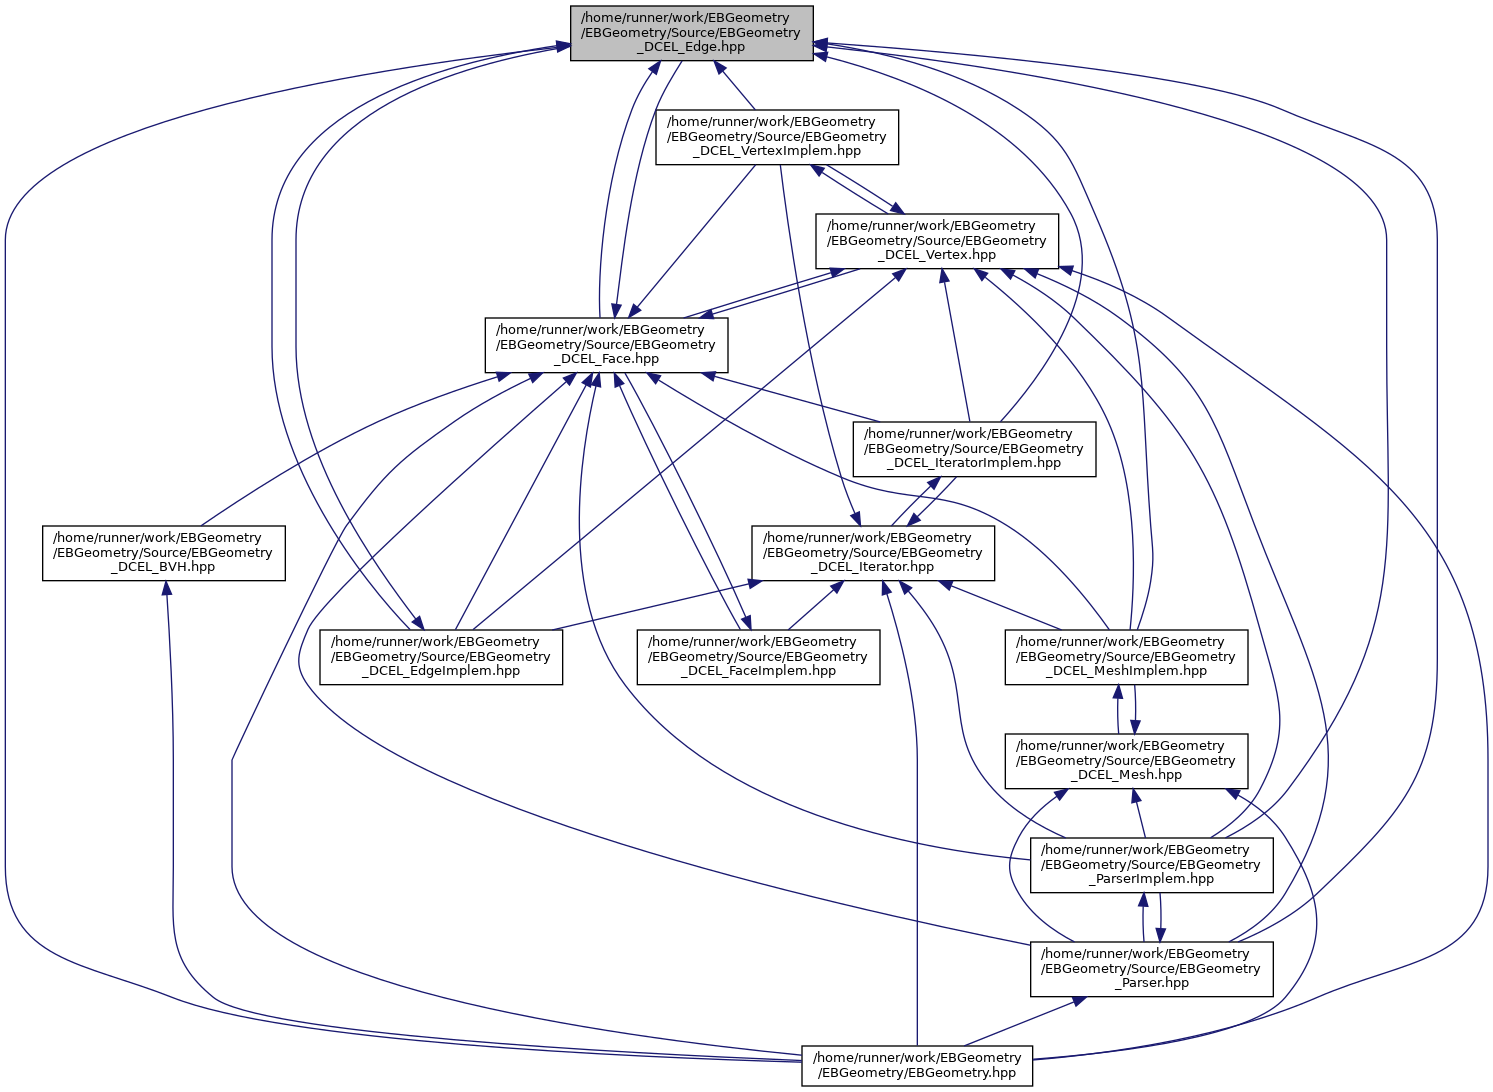 /home/runner/work/EBGeometry
/EBGeometry/Source/EBGeometry
_DCEL_Edge.hpp
/home/runner/work/EBGeometry
/EBGeometry/Source/EBGeometry
_DCEL_VertexImplem.hpp
/home/runner/work/EBGeometry
/EBGeometry/Source/EBGeometry
_DCEL_Vertex.hpp
/home/runner/work/EBGeometry
/EBGeometry/Source/EBGeometry
_DCEL_Face.hpp
/home/runner/work/EBGeometry
/EBGeometry/Source/EBGeometry
_DCEL_IteratorImplem.hpp
/home/runner/work/EBGeometry
/EBGeometry/Source/EBGeometry
_DCEL_BVH.hpp
/home/runner/work/EBGeometry
/EBGeometry/Source/EBGeometry
_DCEL_Iterator.hpp
/home/runner/work/EBGeometry
/EBGeometry/Source/EBGeometry
_DCEL_EdgeImplem.hpp
/home/runner/work/EBGeometry
/EBGeometry/Source/EBGeometry
_DCEL_FaceImplem.hpp
/home/runner/work/EBGeometry
/EBGeometry/Source/EBGeometry
_DCEL_MeshImplem.hpp
/home/runner/work/EBGeometry
/EBGeometry/Source/EBGeometry
_DCEL_Mesh.hpp
/home/runner/work/EBGeometry
/EBGeometry/Source/EBGeometry
_ParserImplem.hpp
/home/runner/work/EBGeometry
/EBGeometry/Source/EBGeometry
_Parser.hpp
/home/runner/work/EBGeometry
/EBGeometry/EBGeometry.hpp